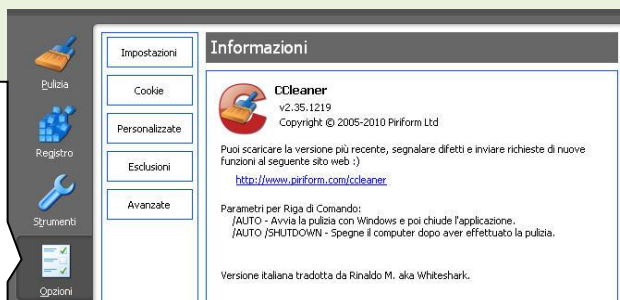 Pulizia
Registro
Strumenti
Opzioni
Impostazioni
Cookie
Personalizzate
Esclusioni
Avanzate
Informazioni
CCleaner
v2.35.1219
Copyright © 2005-2010 Piriform Ltd
Puoi scaricare la versione più recente, segnalare difetti e inviare richieste di nuove
funzioni al seguente sito web :)
http://www.piriform.com/ccleaner
Parametri per Riga di Comando:
/AUTO - Avvia la pulizia con Windows e poi chiude l'applicazione.
/AUTO /SHUTDOWN - Spegne il computer dopo aver effettuato la pulizia.
Versione italiana tradotta da Rinaldo M. aka Whiteshark.